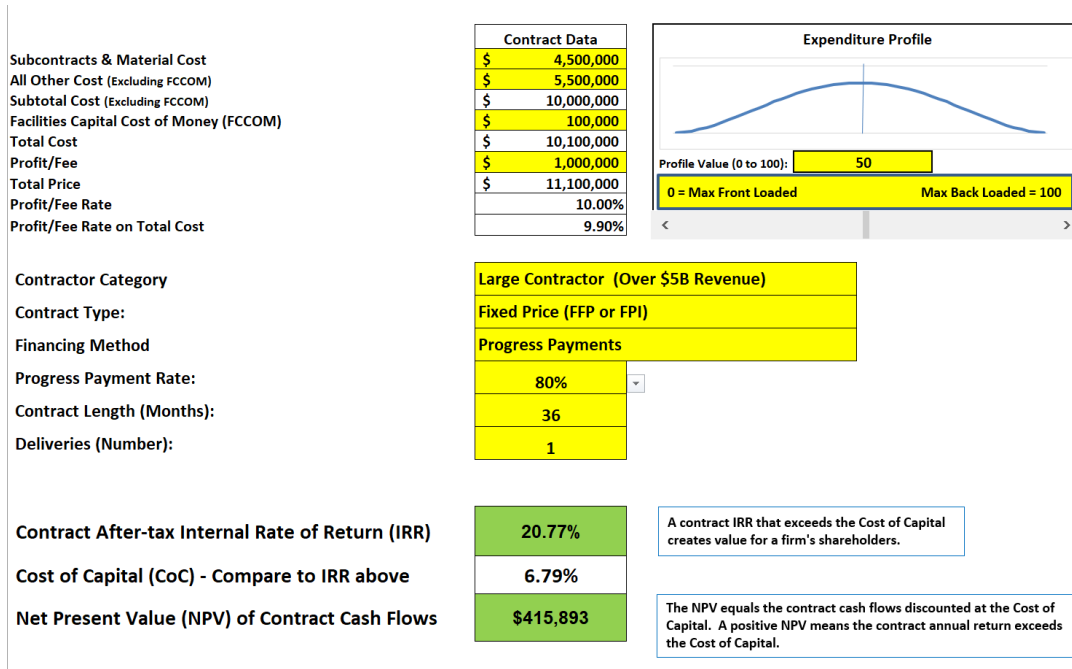 Contract Data
Subcontracts & Material Cost $ 4,500,000
All Other Cost (Excluding FCCOM) $ 5,500,000
Subtotal Cost (Excluding FCCOM) $ 10,000,000
Facilities Capital Cost of Money (FCCOM) $ 100,000
Total Cost $ 10,100,000
Profit/Fee $ 1,000,000
Total Price $ 11,100,000
Profit/Fee Rate 10.00%
Profit/Fee Rate on Total Cost 9.90%
Expenditure Profile
Profile Value (0 to 100): 50
0 = Max Front Loaded Max Back Loaded = 100
Contractor Category Large Contractor (Over $5B Revenue)
Contract Type: Fixed Price (FFP or FPI)
Financing Method Progress Payments
Progress Payment Rate: 80%
Contract Length (Months): 36
Deliveries (Number): 1
Contract After-tax Internal Rate of Return (IRR) 20.77%
A contract IRR that exceeds the Cost of Capital
creates value for a firm's shareholders.
Cost of Capital (CoC) - Compare to IRR above 6.79%
Net Present Value (NPV) of Contract Cash Flows $415,893
The NPV equals the contract cash flows discounted at the Cost of
Capital. A positive NPV means the contract annual return exceeds
the Cost of Capital.